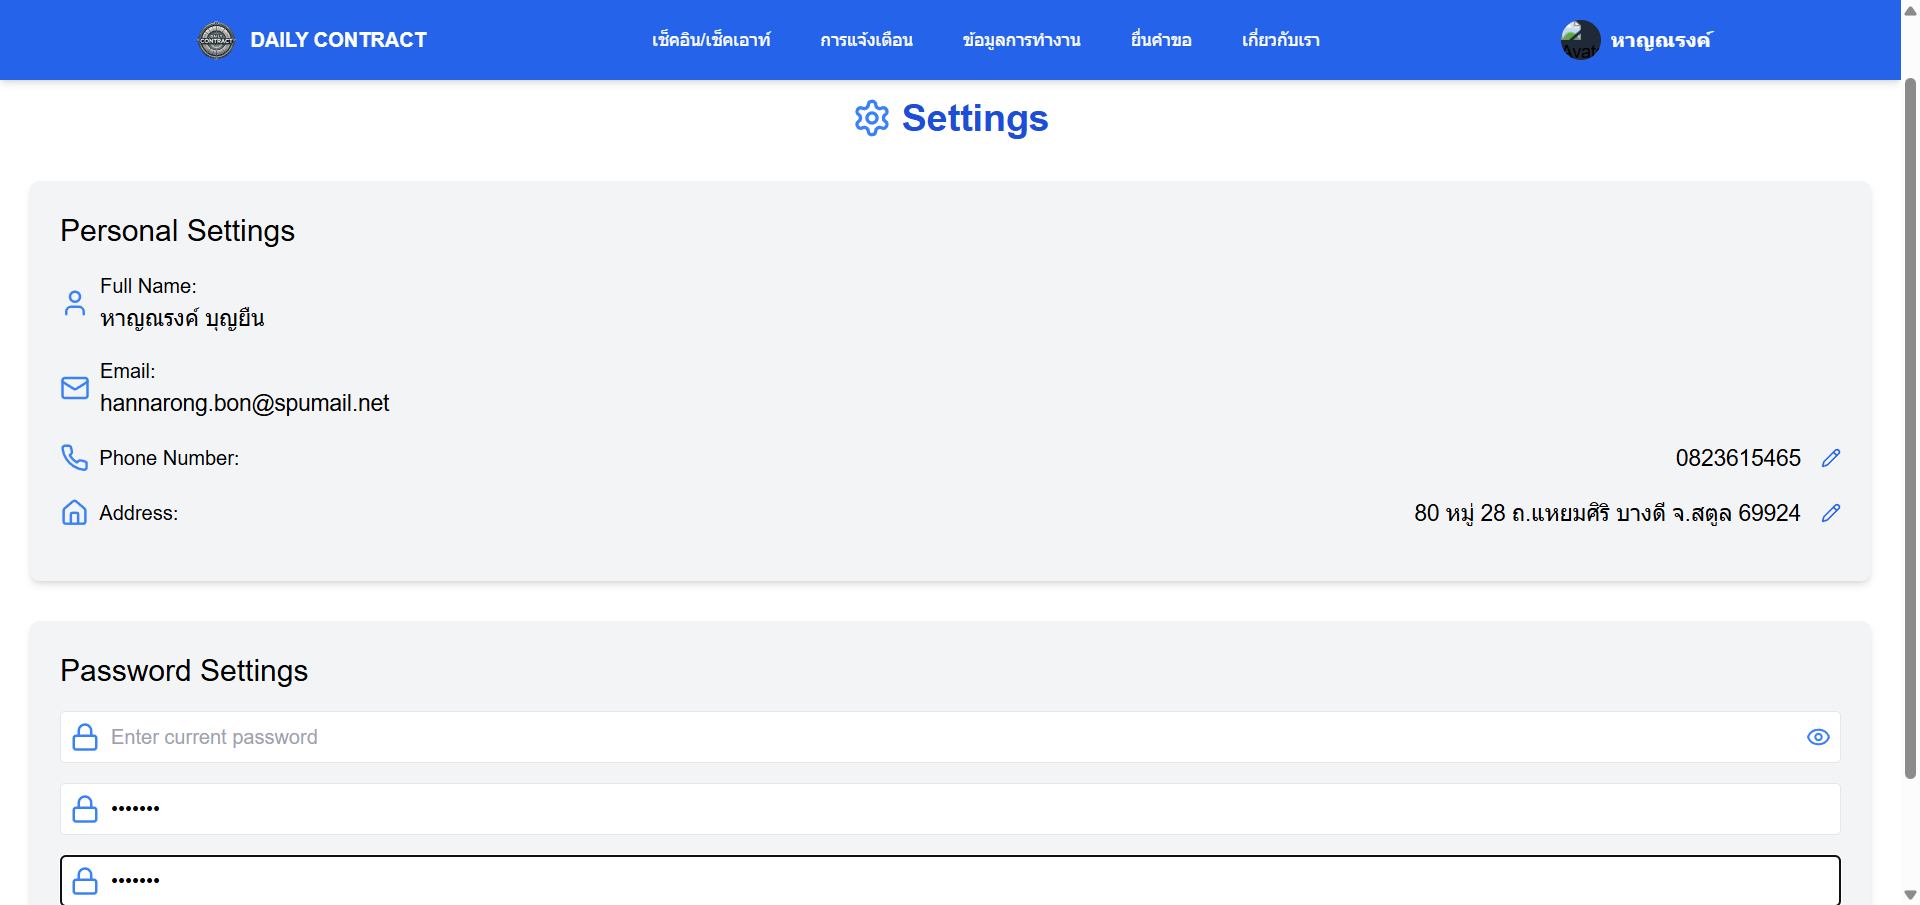 DAILY CONTRACT
เช็คอิน/เช็คเอาท์
การแจ้งเตือน
ข้อมูลการทำงาน
ยื่นคำขอ
เกี่ยวกับเรา
หาญณรงค์
Settings
Personal Settings
Full Name:
หาญณรงค์ บุญยืน
Email:
hannarong.bon@spumail.net
Phone Number:
0823615465
Address:
80 หมู่ 28 ถ.แหยมศิริ บางดี จ.สตูล 69924
Password Settings
Enter current password
•••••••
•••••••